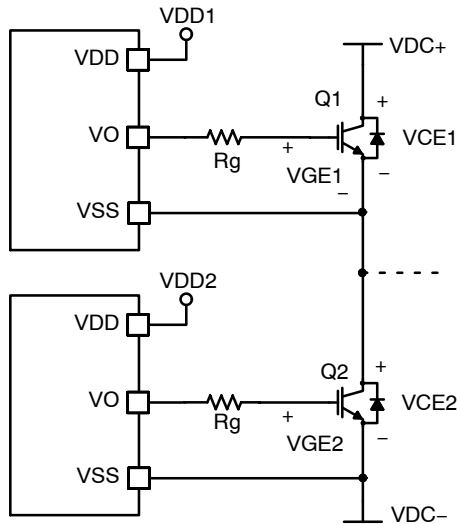 VDD1
VDD
VDC+
Q1
+
VO
VCE1
Rg
+
VGE1
−
−
VSS
VDD2
VDD
Q2
+
VO
VCE2
Rg
+
VGE2
−
VSS
VDC−